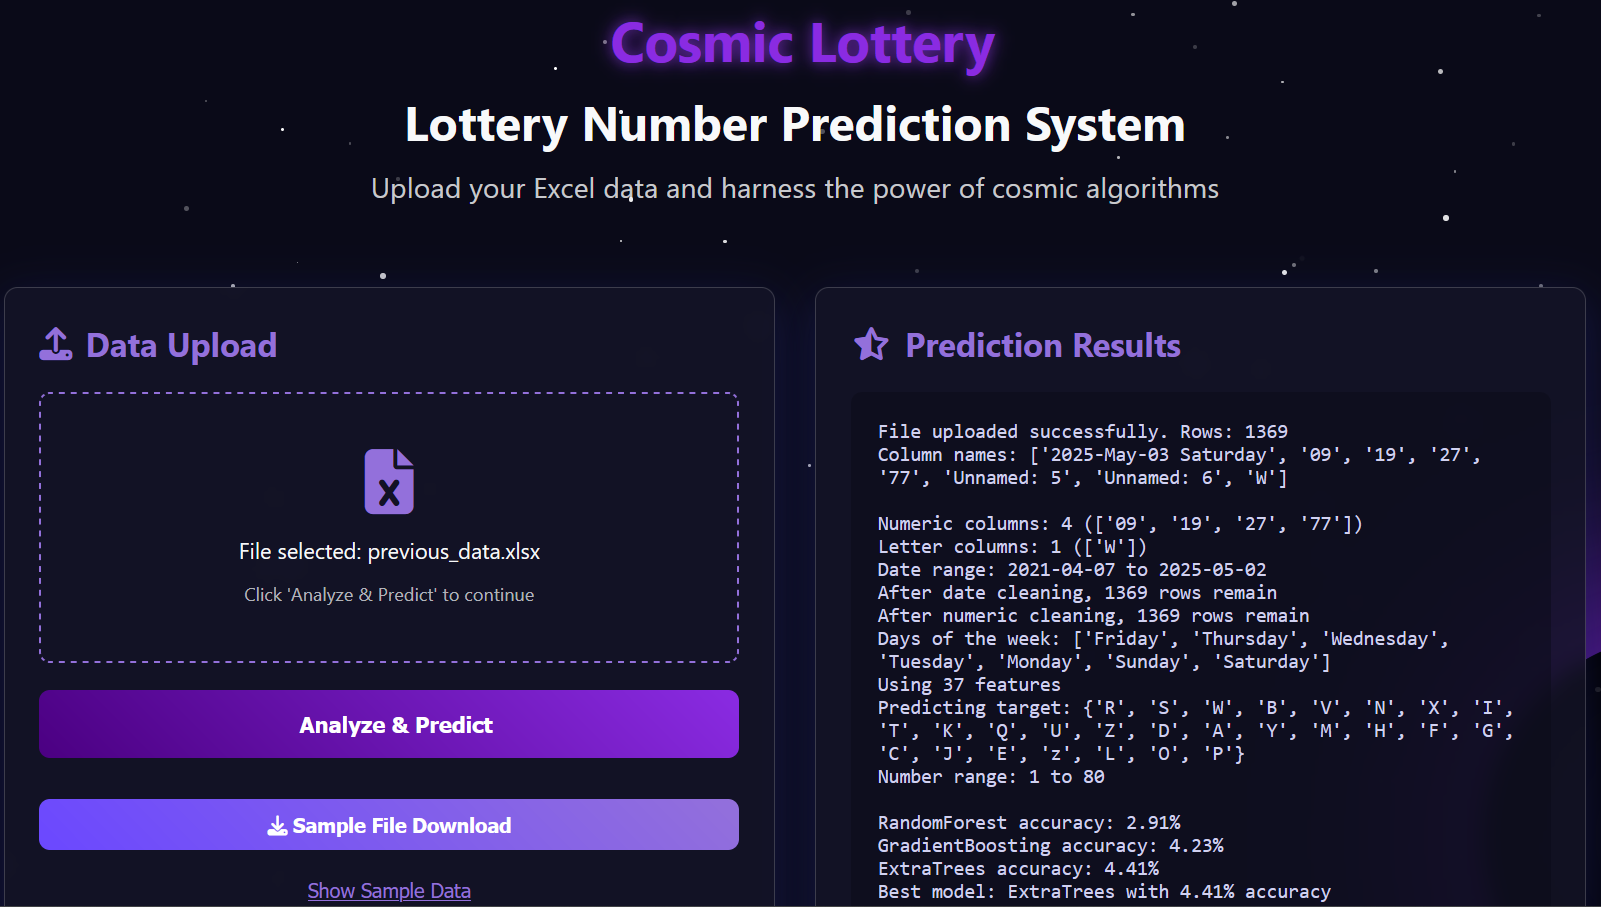 Cosmic Lottery
Lottery Number Prediction System
Upload your Excel data and harness the power of cosmic algorithms
Data Upload
File selected: previous_data.xlsx
Click 'Analyze & Predict' to continue
Analyze & Predict
Sample File Download
Show Sample Data
Prediction Results
File uploaded successfully. Rows: 1369
Column names: ['2025-May-03 Saturday', '09', '19', '27',
'77', 'Unnamed: 5', 'Unnamed: 6', 'W']
Numeric columns: 4 (['09', '19', '27', '77'])
Letter columns: 1 (['W'])
Date range: 2021-04-07 to 2025-05-02
After date cleaning, 1369 rows remain
After numeric cleaning, 1369 rows remain
Days of the week: ['Friday', 'Thursday', 'Wednesday',
'Tuesday', 'Monday', 'Sunday', 'Saturday']
Using 37 features
Predicting target: {'R', 'S', 'W', 'B', 'V', 'N', 'X', 'I',
'T', 'K', 'Q', 'U', 'Z', 'D', 'A', 'Y', 'M', 'H', 'F', 'G',
'C', 'J', 'E', 'z', 'L', 'O', 'P'}
Number range: 1 to 80
RandomForest accuracy: 2.91%
GradientBoosting accuracy: 4.23%
ExtraTrees accuracy: 4.41%
Best model: ExtraTrees with 4.41% accuracy